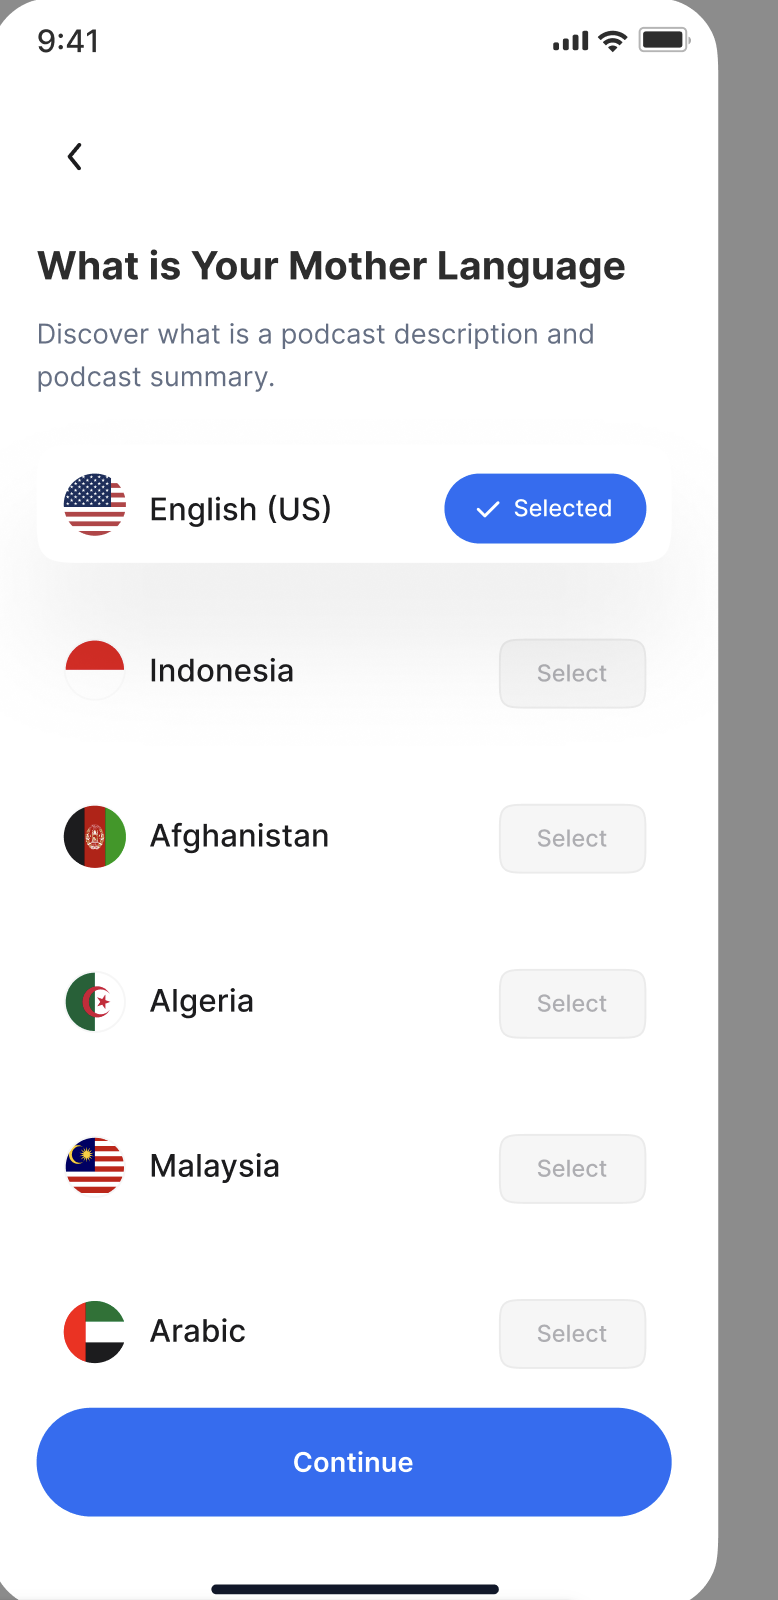 9:41
What is Your Mother Language
Discover what is a podcast description and
podcast summary.
English (US)
Selected
Indonesia
Select
Afghanistan
Select
Algeria
Select
Malaysia
Select
Arabic
Select
Continue